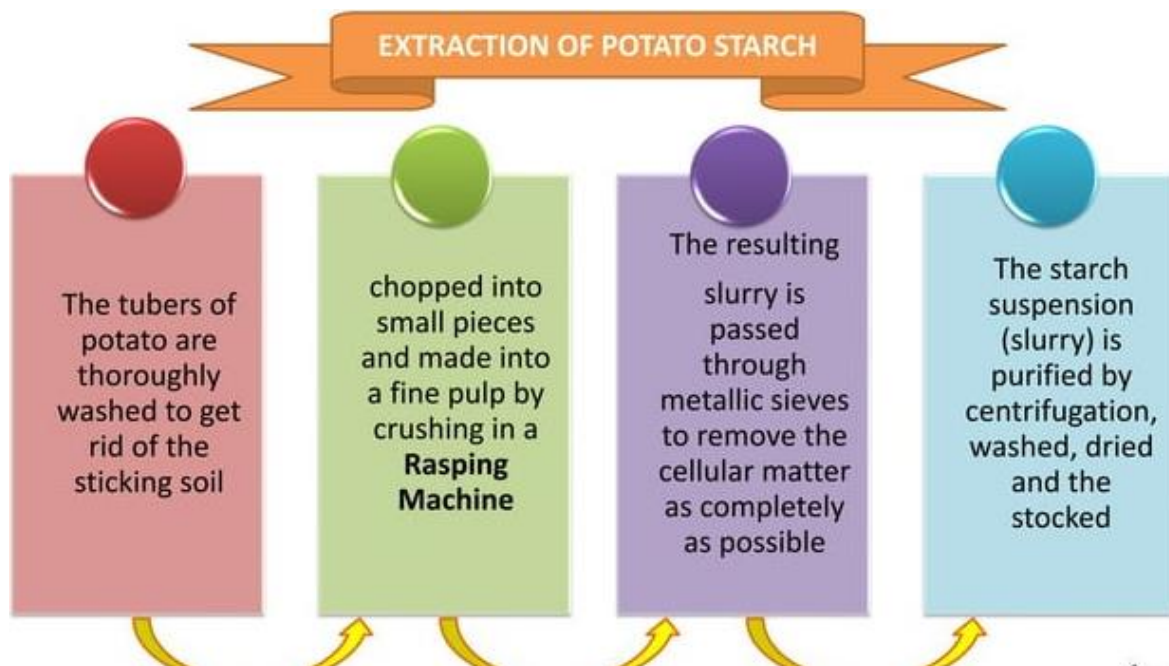 EXTRACTION OF POTATO STARCH
The tubers of
potato are
thoroughly
washed to get
rid of the
sticking soil
chopped into
small pieces
and made into
a fine pulp by
crushing in a
Rasping
Machine
The resulting
slurry is
passed
through
metallic sieves
to remove the
cellular matter
as completely
as possible
The starch
suspension
(slurry) is
purified by
centrifugation,
washed, dried
and the
stocked